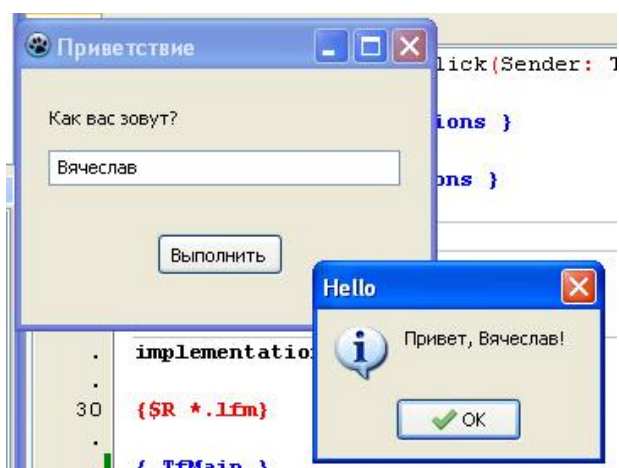 Приветствие
lick(Sender: T
Как вас зовут?
ions }
Вячеслав
ons }
Выполнить
Hello
Привет, Вячеслав!
implementatio
30 {$R *.lfm}
OK
{ TfMain }